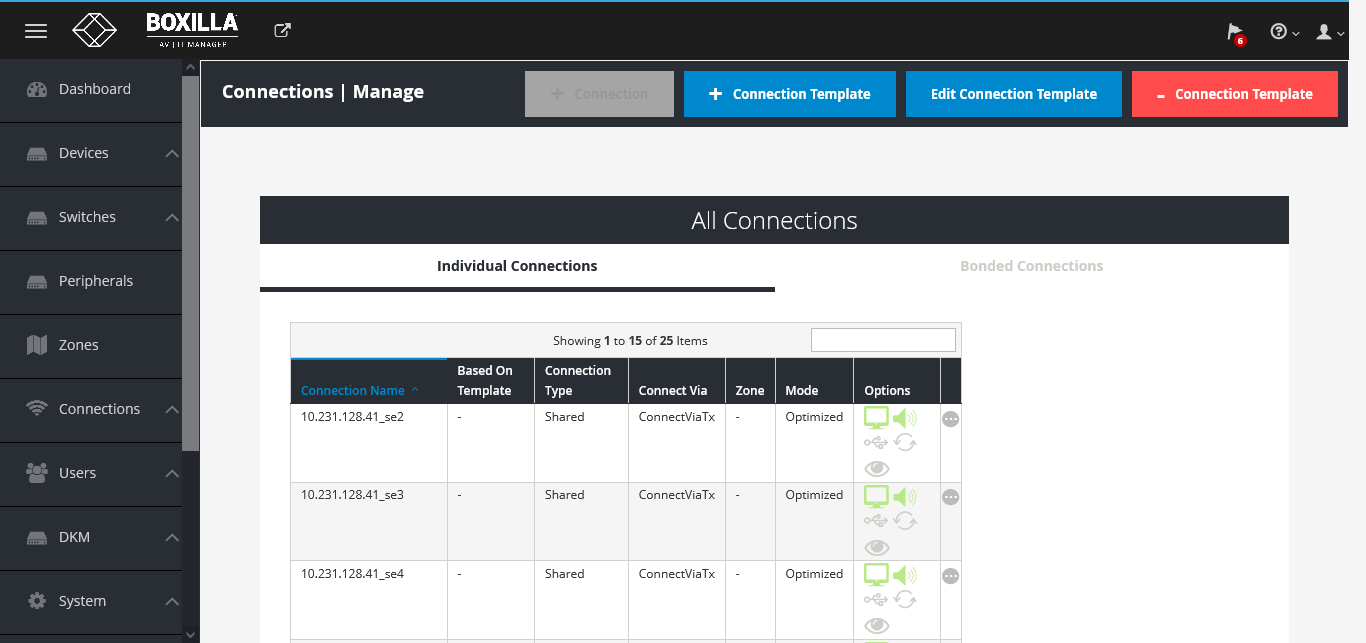 BOXILLA
AV | IT MANAGER
6
Dashboard
Devices
Switches
Peripherals
Zones
Connections
Users
DKM
System
Connections | Manage
+ Connection
+ Connection Template
Edit Connection Template
- Connection Template
All Connections
Individual Connections
Bonded Connections
Showing 1 to 15 of 25 Items
Connection Name
Based On
Template
Connection
Type
Connect Via
Zone
Mode
Options
10.231.128.41_se2 - Shared ConnectViaTx - Optimized
10.231.128.41_se3 - Shared ConnectViaTx - Optimized
10.231.128.41_se4 - Shared ConnectViaTx - Optimized